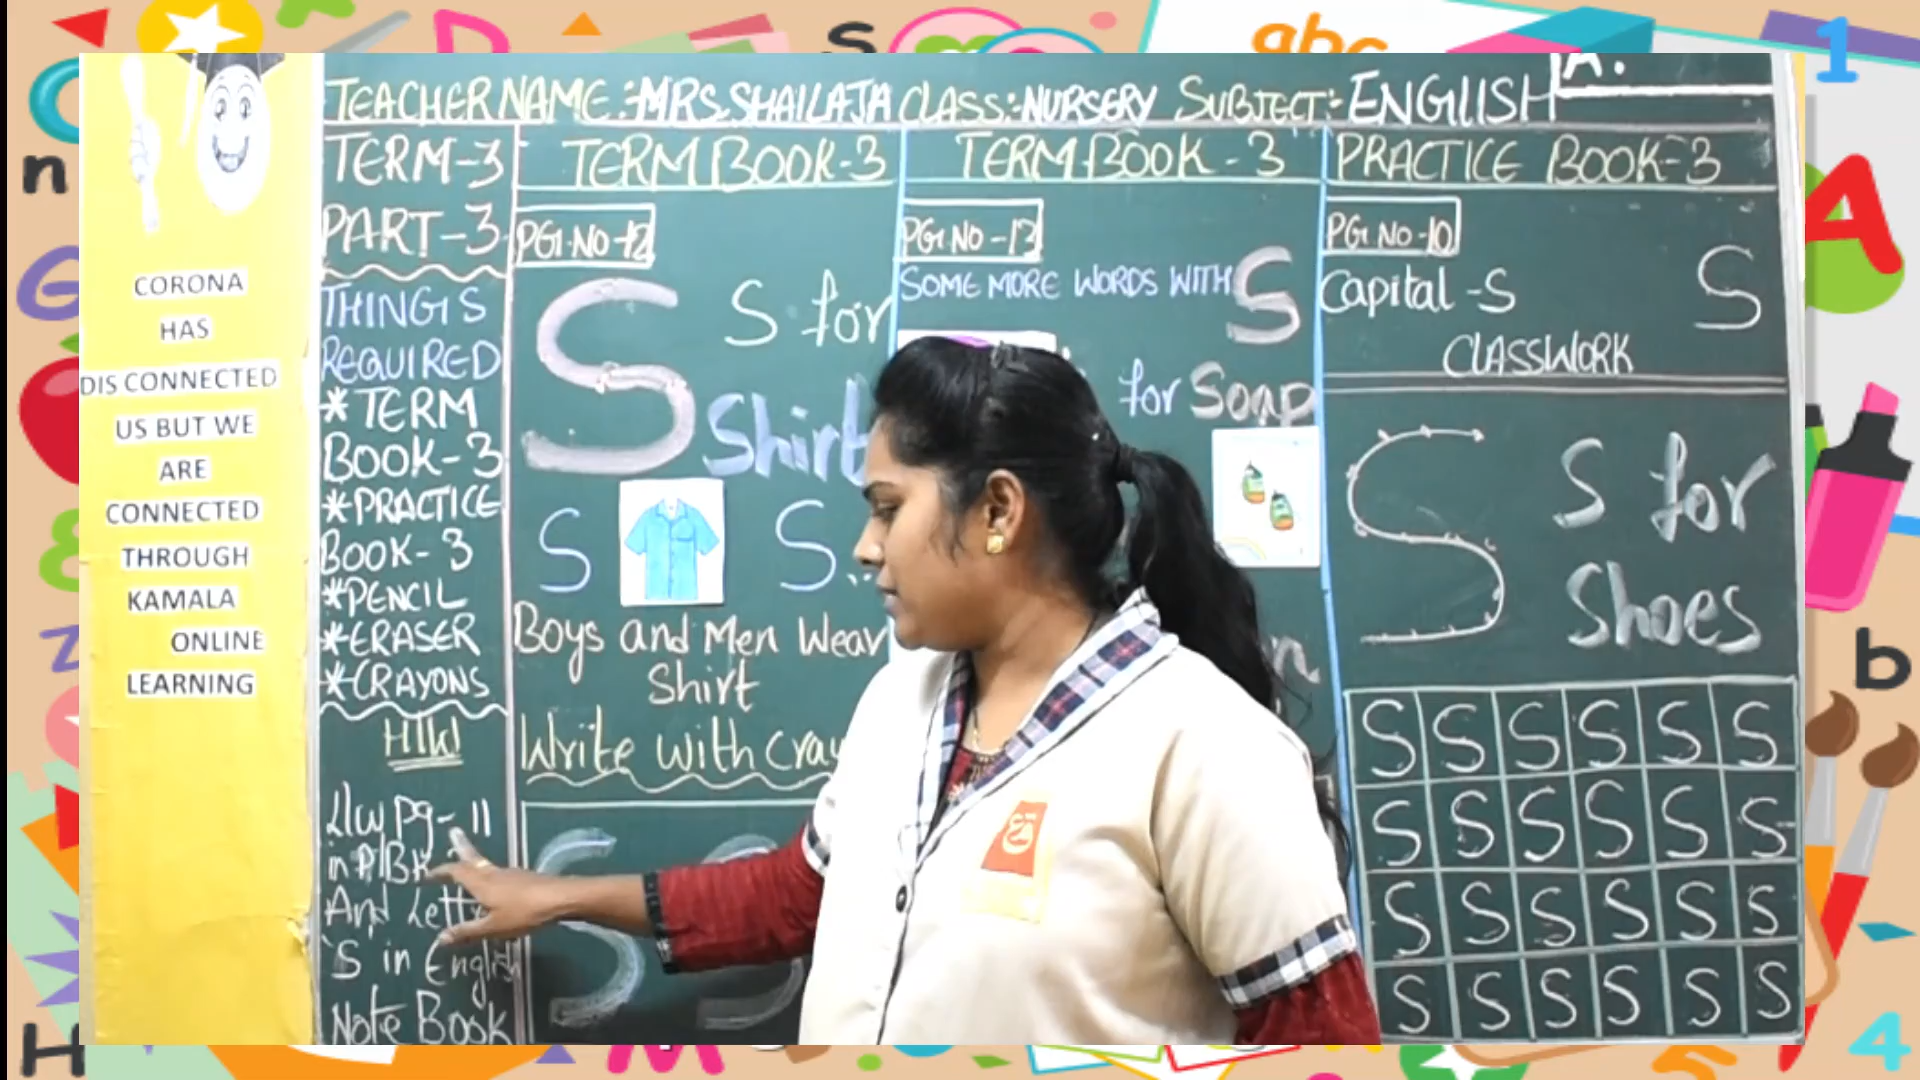 CORONA
HAS
DIS CONNECTED
US BUT WE
ARE
CONNECTED
THROUGH
KAMALA
ONLINE
LEARNING
TEACHER NAME:-MRS.SHAILAJA CLASS:-NURSERY SUBJECT:-ENGLISH
A.
TERM-3
PART-3
THINGS
REQUIRED
*TERM
BOOK-3
*PRACTICE
BOOK-3
*PENCIL
*ERASER
*CRAYONS
H/W
Pg-11
in P/BK
And
S in English
Note Book
TERM BOOK-3
PG.NO-12
S S for
Shirt
S S
Boys and Men Wear
Shirt
Write with
S S
TERM-BOOK-3
PG.NO-13
SOME MORE WORDS WITH S
for Soap
PRACTICE BOOK-3
PG.NO-10
Capital -S S
CLASSWORK
S S for
Shoes
S S S S S S
S S S S S S
S S S S S S
S S S S S S
abc